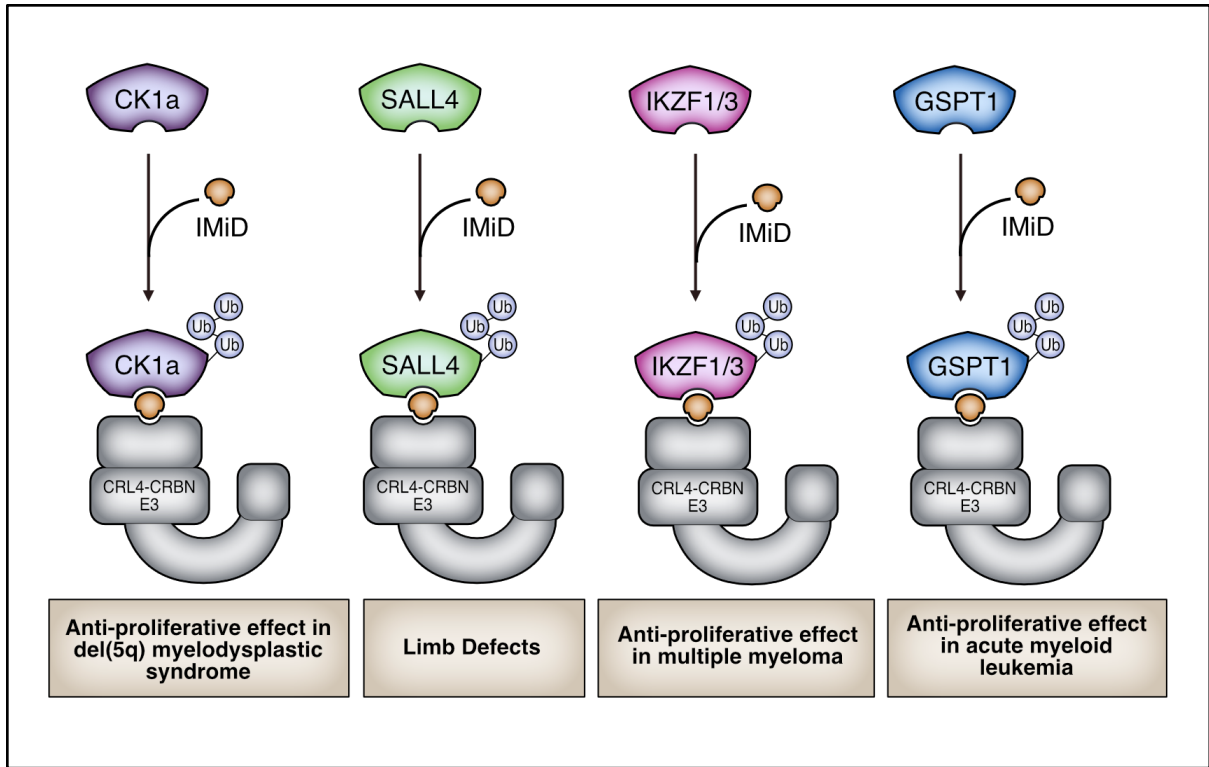 CK1a
SALL4
IKZF1/3
GSPT1
IMiD
IMiD
IMiD
IMiD
Ub
Ub
Ub
Ub
Ub
Ub
Ub
Ub
Ub
Ub
Ub
Ub
CK1a
SALL4
IKZF1/3
GSPT1
CRL4-CRBN
E3
CRL4-CRBN
E3
CRL4-CRBN
E3
CRL4-CRBN
E3
Anti-proliferative effect in
del(5q) myelodysplastic
syndrome
Limb Defects
Anti-proliferative effect
in multiple myeloma
Anti-proliferative effect
in acute myeloid
leukemia